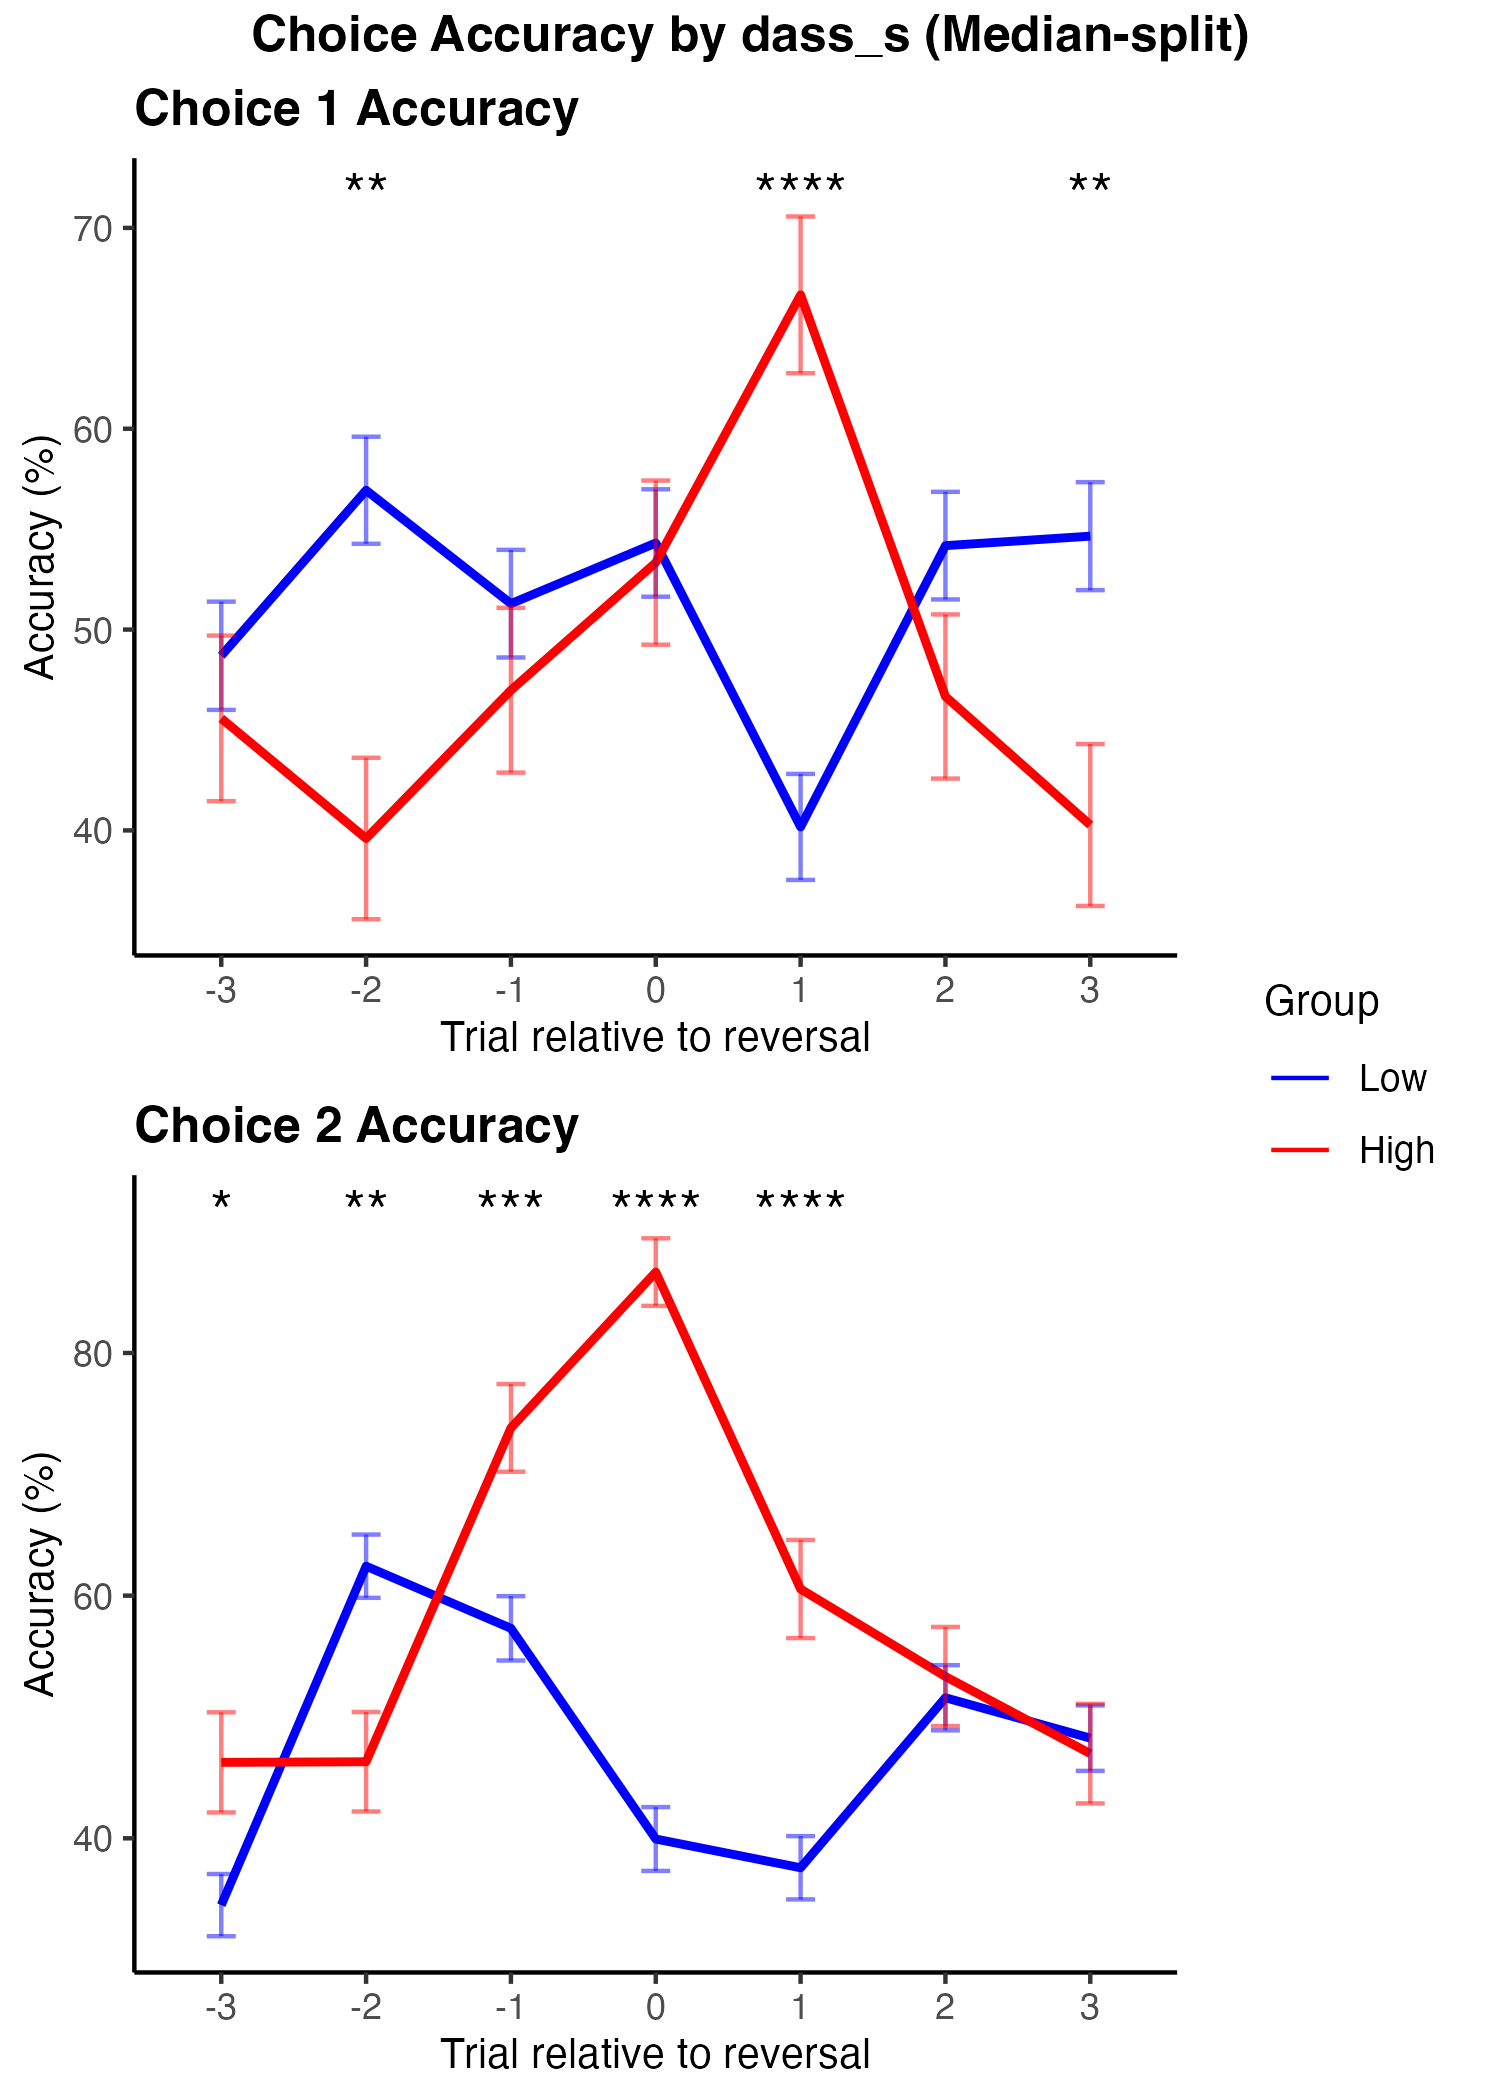 Choice Accuracy by dass_s (Median-split)
Choice 1 Accuracy
** **** **
70
60
50
40
Accuracy (%)
-3 -2 -1 0 1 2 3
Trial relative to reversal
Group
Low
High
Choice 2 Accuracy
* ** *** **** ****
80
60
40
Accuracy (%)
-3 -2 -1 0 1 2 3
Trial relative to reversal